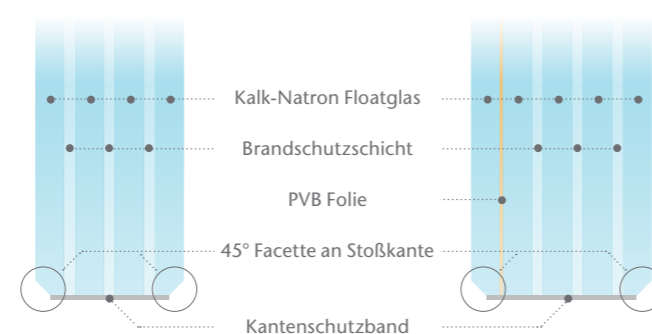 Kalk-Natron Floatglas
Brandschutzschicht
PVB Folie
45° Facette an Stoßkante
Kantenschutzband